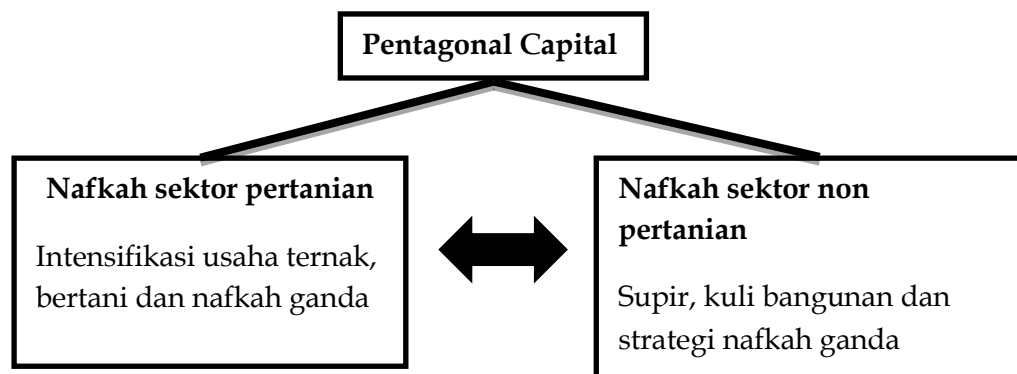 Pentagonal Capital
Nafkah sektor pertanian
Intensifikasi usaha ternak,
bertani dan nafkah ganda
Nafkah sektor non
pertanian
Supir, kuli bangunan dan
strategi nafkah ganda